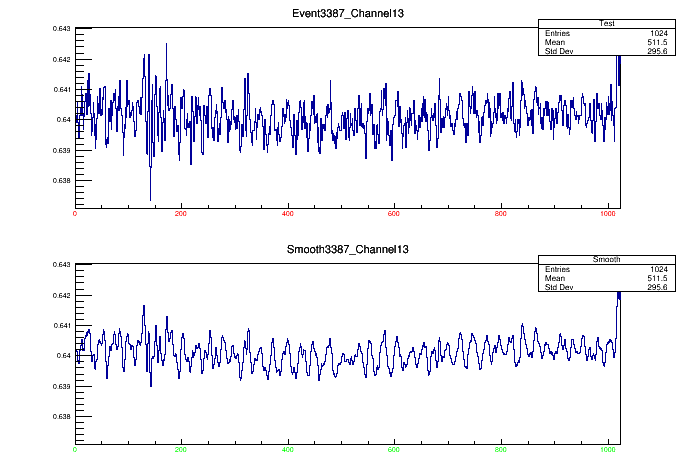 Event3387_Channel13
Test
Entries 1024
Mean 511.5
Std Dev 295.6
0.643
0.642
0.641
0.64
0.639
0.638
0 200 400 600 800 1000
Smooth3387_Channel13
Smooth
Entries 1024
Mean 511.5
Std Dev 295.6
0.643
0.642
0.641
0.64
0.639
0.638
0 200 400 600 800 1000